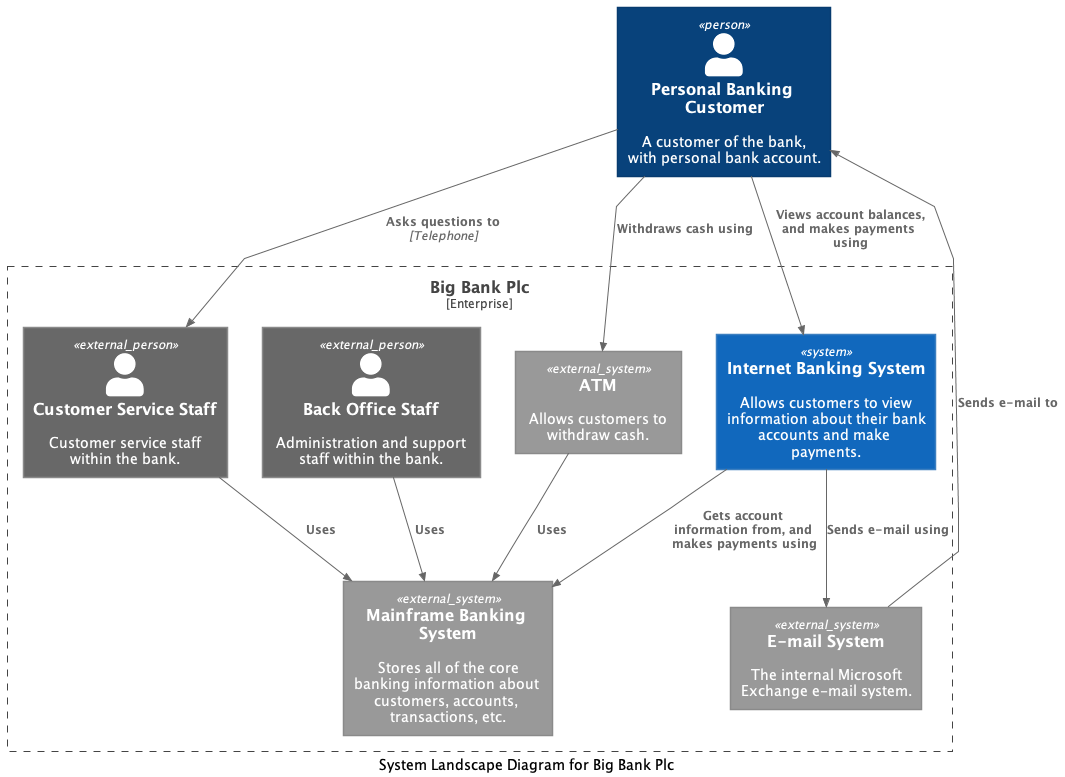 «person»
Personal Banking
Customer
A customer of the bank,
with personal bank account.
Asks questions to
[Telephone]
Withdraws cash using
Views account balances,
and makes payments
using
Big Bank Plc
[Enterprise]
«external_person»
Customer Service Staff
Customer service staff
within the bank.
«external_person»
Back Office Staff
Administration and support
staff within the bank.
«external_system»
ATM
Allows customers to
withdraw cash.
«system»
Internet Banking System
Allows customers to view
information about their bank
accounts and make
payments.
Sends e-mail to
Uses
Uses
Uses
Gets account
information from, and
makes payments using
Sends e-mail using
«external_system»
Mainframe Banking
System
Stores all of the core
banking information about
customers, accounts,
transactions, etc.
«external_system»
E-mail System
The internal Microsoft
Exchange e-mail system.
System Landscape Diagram for Big Bank Plc